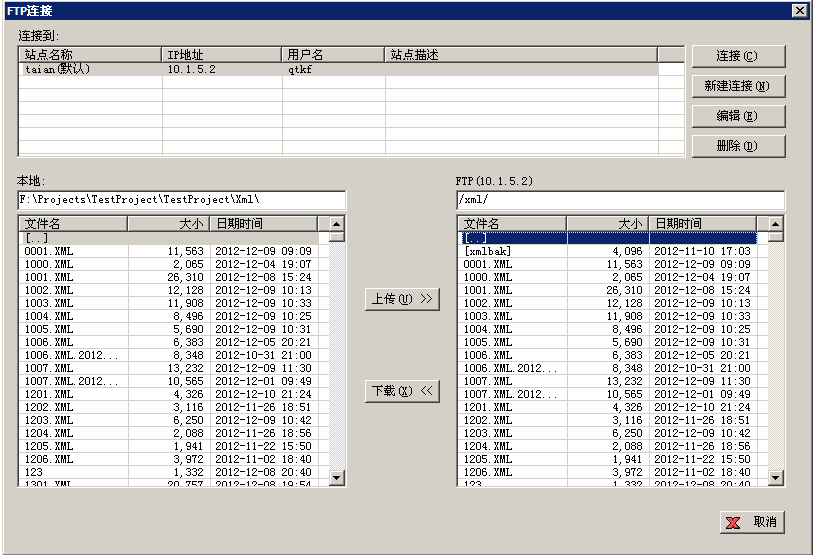 FTP连接
连接到:
站点名称 IP地址 用户名 站点描述
taian(默认) 10.1.5.2 qtkf
连接(C)
新建连接(N)
编辑(E)
删除(D)
本地:
F:\Projects\TestProject\TestProject\Xml\
文件名 大小 日期时间
[..]
0001.XML 11,563 2012-12-09 09:09
1000.XML 2,065 2012-12-04 19:07
1001.XML 26,310 2012-12-08 15:24
1002.XML 12,128 2012-12-09 10:13
1003.XML 11,908 2012-12-09 10:33
1004.XML 8,496 2012-12-09 10:25
1005.XML 5,690 2012-12-09 10:31
1006.XML 6,383 2012-12-05 20:21
1006.XML.2012... 8,348 2012-10-31 21:00
1007.XML 13,232 2012-12-09 11:30
1007.XML.2012... 10,565 2012-12-01 09:49
1201.XML 4,326 2012-12-10 21:24
1202.XML 3,116 2012-11-26 18:51
1203.XML 6,250 2012-12-09 10:42
1204.XML 2,088 2012-11-26 18:56
1205.XML 1,941 2012-11-22 15:50
1206.XML 3,972 2012-11-02 18:40
123 1,332 2012-12-08 20:40
1301.XML 20,757 2012-12-08 19:54
上传(U) >>
下载(X) <<
FTP(10.1.5.2)
/xml/
文件名 大小 日期时间
[..]
[xmlbak] 4,096 2012-11-10 17:03
0001.XML 11,563 2012-12-09 09:09
1000.XML 2,065 2012-12-04 19:07
1001.XML 26,310 2012-12-08 15:24
1002.XML 12,128 2012-12-09 10:13
1003.XML 11,908 2012-12-09 10:33
1004.XML 8,496 2012-12-09 10:25
1005.XML 5,690 2012-12-09 10:31
1006.XML 6,383 2012-12-05 20:21
1006.XML.2012... 8,348 2012-10-31 21:00
1007.XML 13,232 2012-12-09 11:30
1007.XML.2012... 10,565 2012-12-01 09:49
1201.XML 4,326 2012-12-10 21:24
1202.XML 3,116 2012-11-26 18:51
1203.XML 6,250 2012-12-09 10:42
1204.XML 2,088 2012-11-26 18:56
1205.XML 1,941 2012-11-22 15:50
1206.XML 3,972 2012-11-02 18:40
123 1,332 2012-12-08 20:40
取消